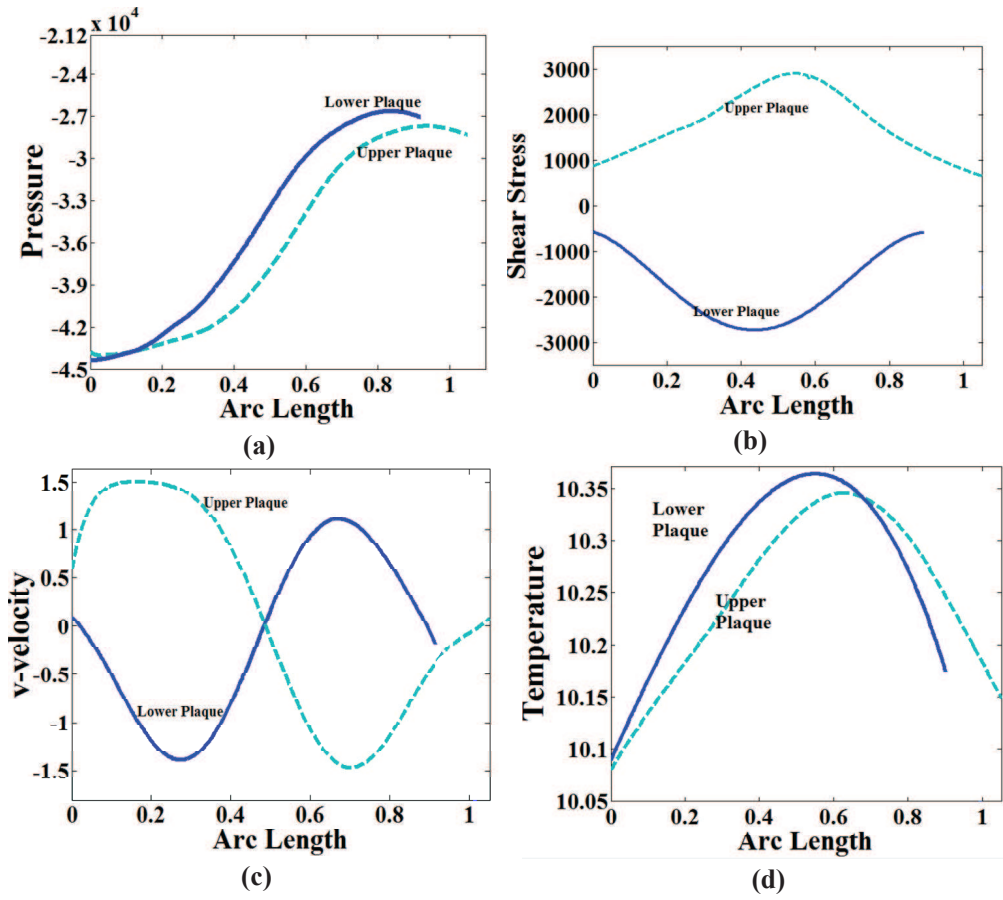 x 10⁴
-2.12
-2.4
-2.7
-3
-3.3
-3.6
-3.9
-4.2
-4.5
Pressure
Lower Plaque
Upper Plaque
0 0.2 0.4 0.6 0.8 1
Arc Length
(a)
3000
2000
1000
0
-1000
-2000
-3000
Shear Stress
Upper Plaque
Lower Plaque
0 0.2 0.4 0.6 0.8 1
Arc Length
(b)
1.5
1
0.5
0
-0.5
-1
-1.5
v-velocity
Upper Plaque
Lower Plaque
0 0.2 0.4 0.6 0.8 1
Arc Length
(c)
10.35
10.3
10.25
10.2
10.15
10.1
10.05
Temperature
Lower
Plaque
Upper
Plaque
0 0.2 0.4 0.6 0.8 1
Arc Length
(d)